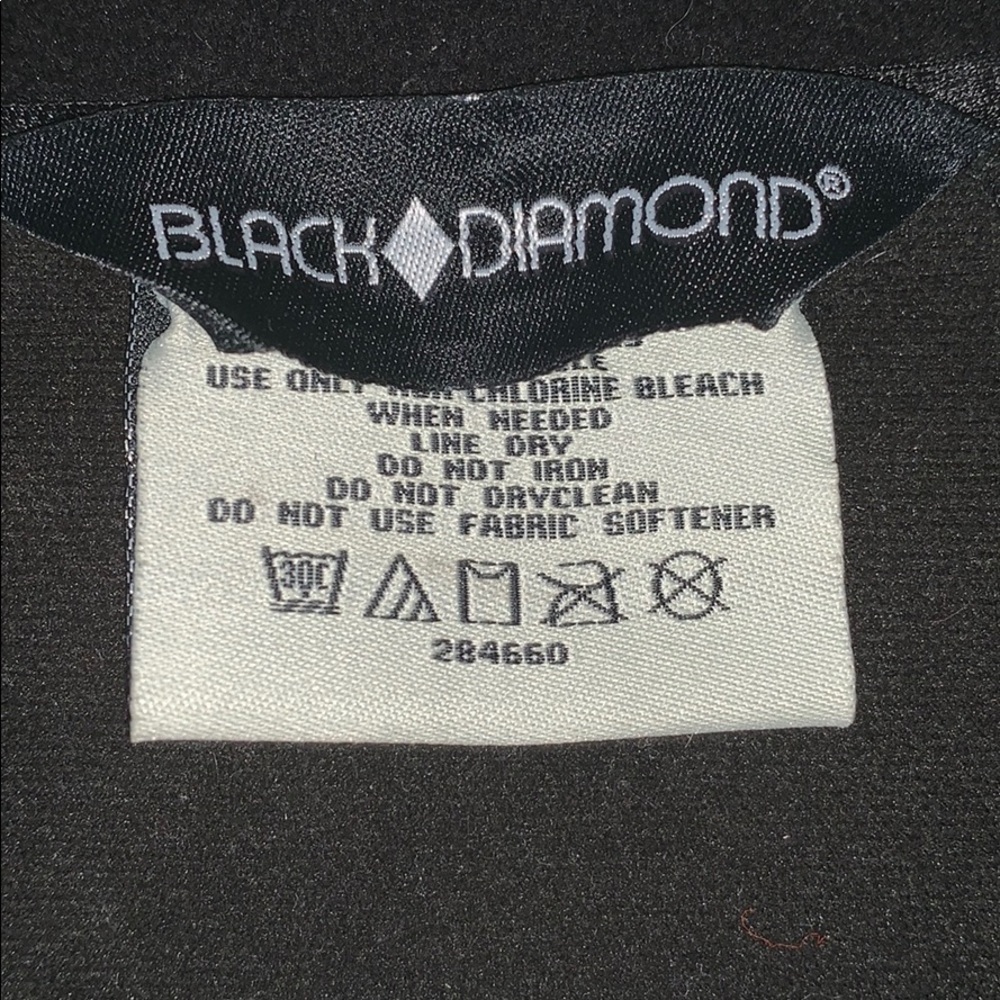 BLACK DIAMOND®
USE ONLY NON CHLORINE BLEACH
WHEN NEEDED
LINE DRY
DO NOT IRON
DO NOT DRYCLEAN
DO NOT USE FABRIC SOFTENER
30C
284660